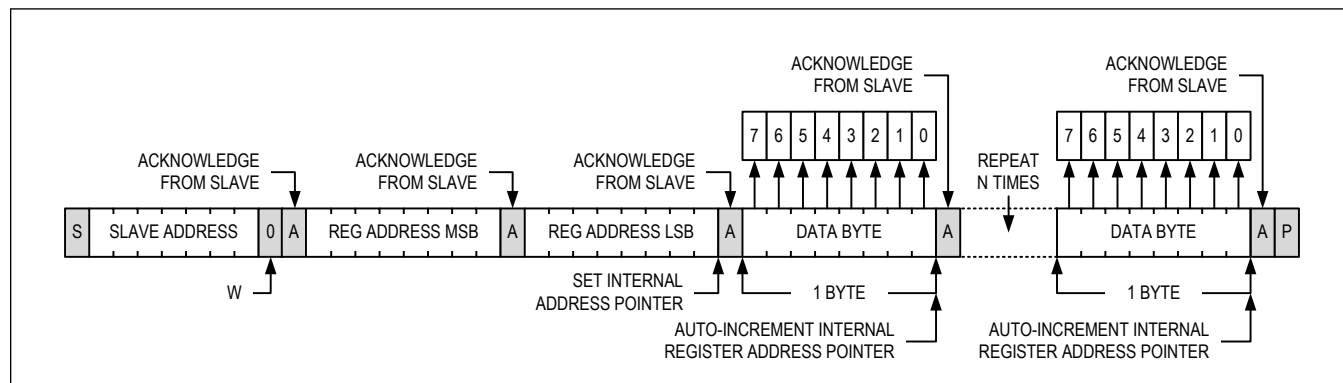 ACKNOWLEDGE
FROM SLAVE
ACKNOWLEDGE
FROM SLAVE
7 6 5 4 3 2 1 0
7 6 5 4 3 2 1 0
ACKNOWLEDGE
FROM SLAVE
ACKNOWLEDGE
FROM SLAVE
ACKNOWLEDGE
FROM SLAVE
REPEAT
N TIMES
S SLAVE ADDRESS 0 A REG ADDRESS MSB A REG ADDRESS LSB A DATA BYTE A DATA BYTE A P
W
SET INTERNAL
ADDRESS POINTER
1 BYTE
1 BYTE
AUTO-INCREMENT INTERNAL
REGISTER ADDRESS POINTER
AUTO-INCREMENT INTERNAL
REGISTER ADDRESS POINTER